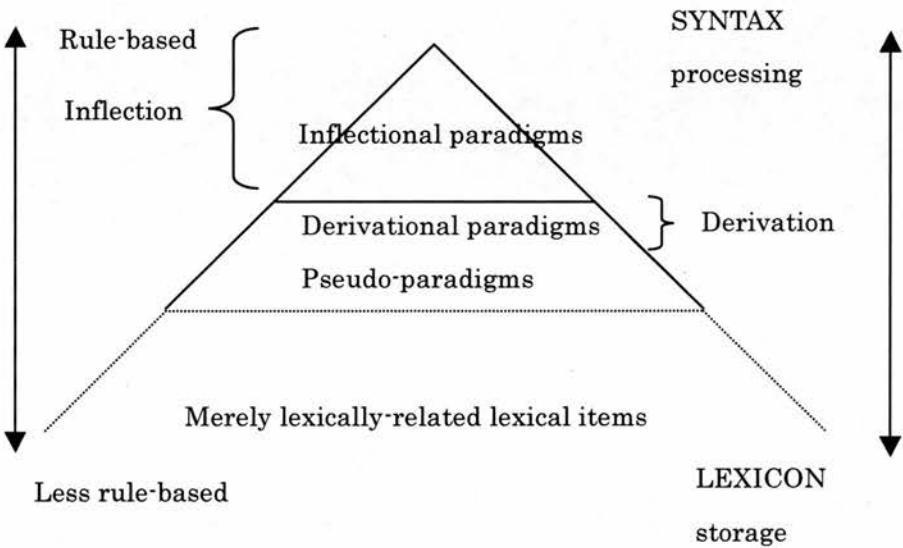 Rule-based
SYNTAX
processing
Inflection
Inflectional paradigms
Derivational paradigms
Derivation
Pseudo-paradigms
Merely lexically-related lexical items
Less rule-based
LEXICON
storage